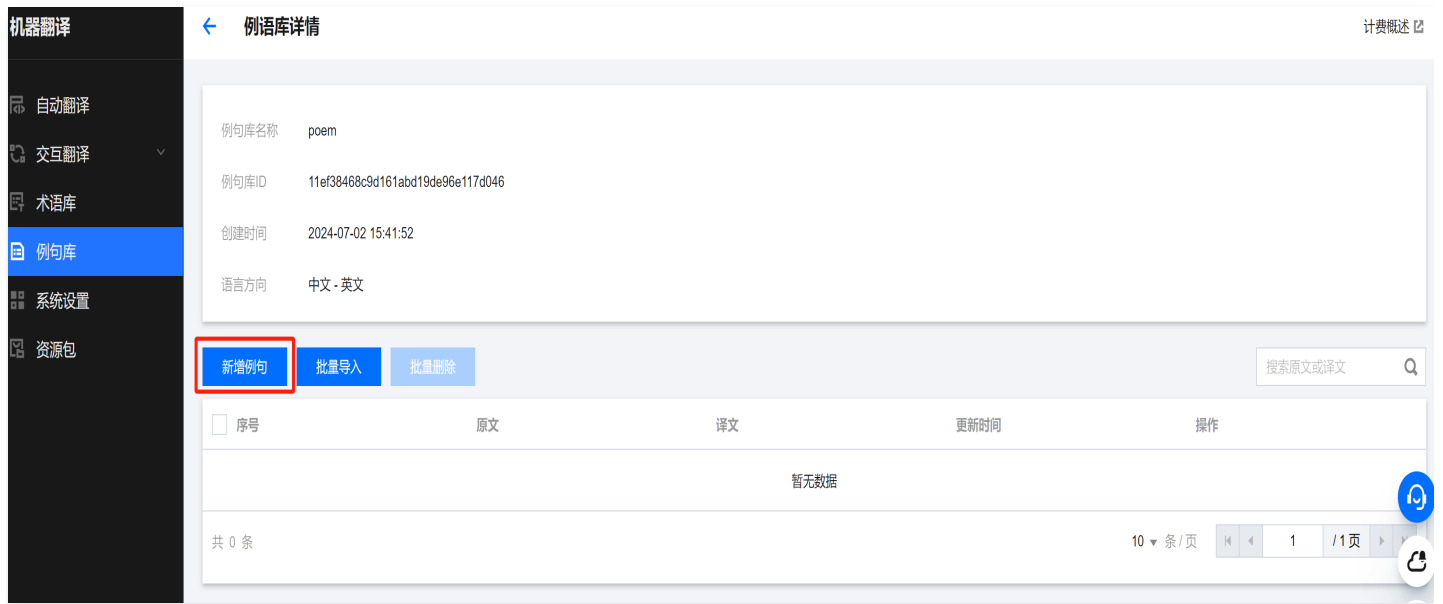 机器翻译
自动翻译
交互翻译
术语库
例句库
系统设置
资源包
例语库详情
计费概述
例句库名称 poem
例句库ID 11ef38468c9d161abd19de96e117d046
创建时间 2024-07-02 15:41:52
语言方向 中文 - 英文
新增例句 批量导入 批量删除 搜索原文或译文
序号 原文 译文 更新时间 操作
暂无数据
共 0 条 10 条/页 1 /1页